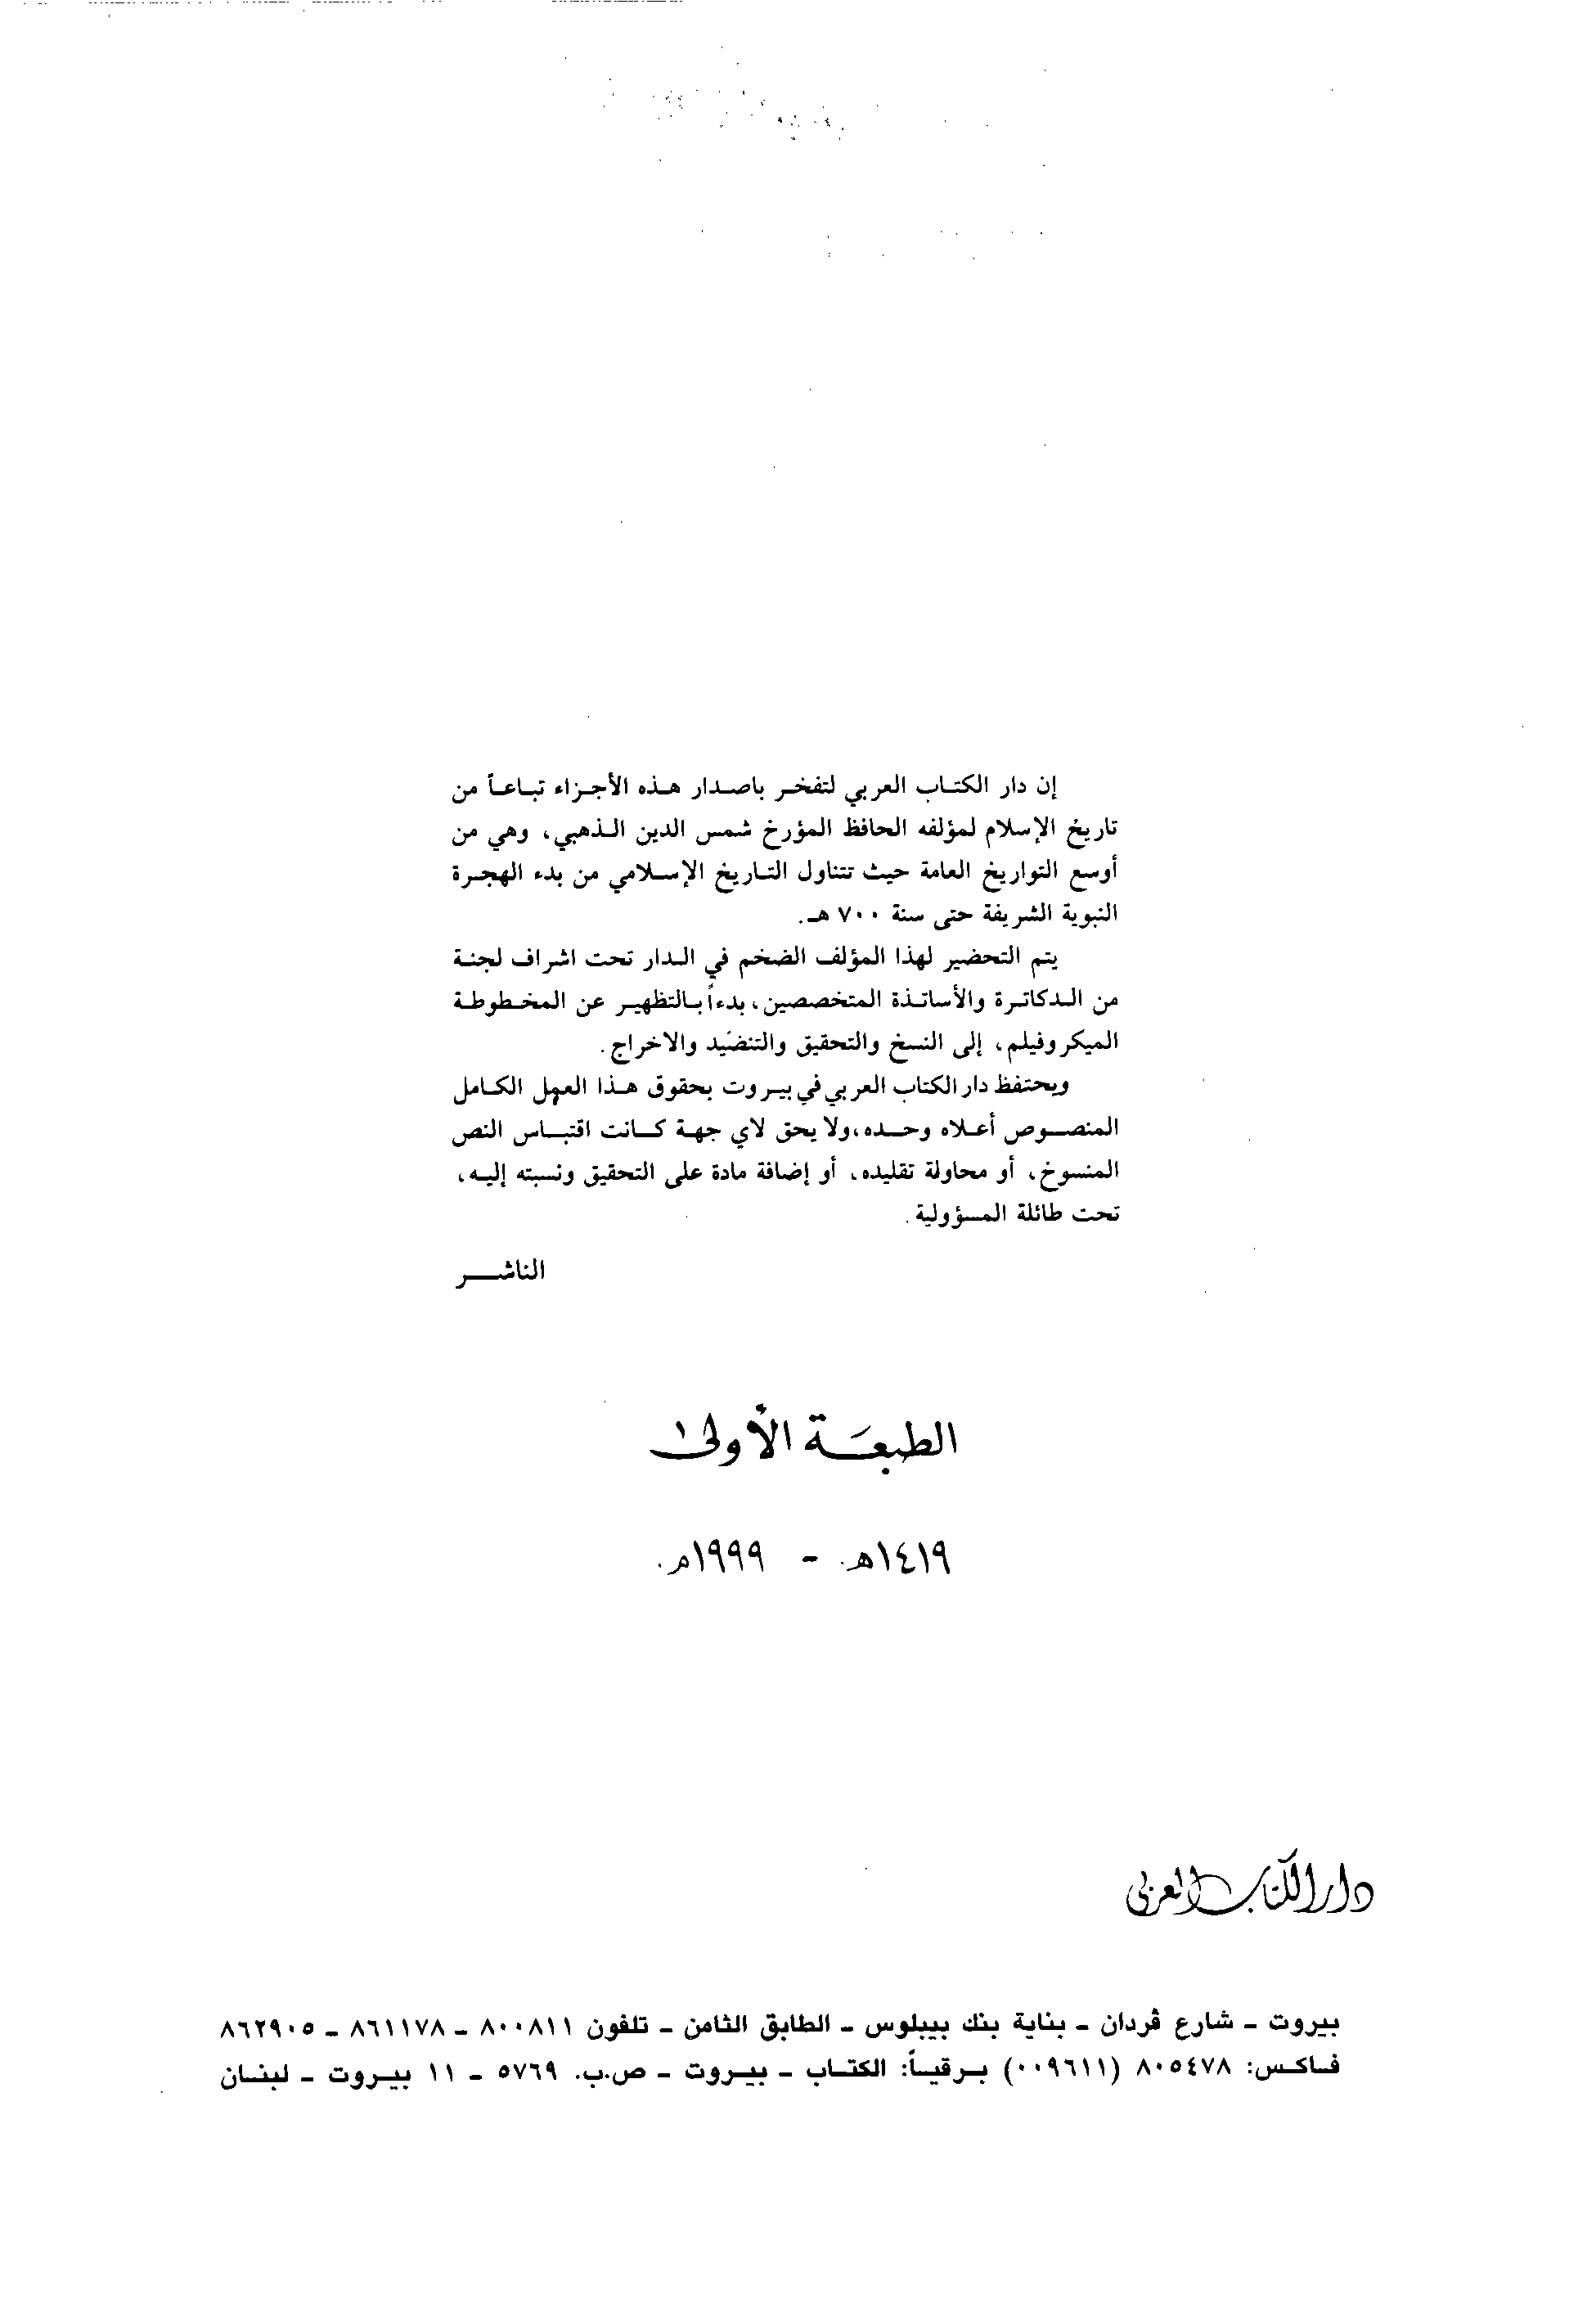 إن دار الكتاب العربي لتفخر باصدار هذه الأجزاء تباعاً من
تاريخ الإسلام لمؤلفه الحافظ المؤرخ شمس الدين الذهبي، وهي من
أوسع التواريخ العامة حيث تتناول التاريخ الإسلامي من بدء الهجرة
النبوية الشريفة حتى سنة ٧٠٠ هـ.
يتم التحضير لهذا المؤلف الضخم في الدار تحت اشراف لجنة
من الدكاترة والأساتذة المتخصصين، بدءاً بالتظهير عن المخطوطة
الميكروفيلم، إلى النسخ والتحقيق والتنضيد والاخراج.
ويحتفظ دار الكتاب العربي في بيروت بحقوق هذا العمل الكامل
المنصوص أعلاه وحده، ولا يحق لاي جهة كانت اقتباس النص
المنسوخ، أو محاولة تقليده، أو إضافة مادة على التحقيق ونسبته إليه،
تحت طائلة المسؤولية.
الناشر
الطبعة الأولى
١٤١٩هـ. - ١٩٩٩م.
دار الكتاب العربي
بيروت - شارع ڤردان - بناية بنك بيبلوس - الطابق الثامن - تلفون ٨٠٠٨١١ - ٨٦١١٧٨ - ٨٦٢٩٠٥
فاكس: ٨٠٥٤٧٨ (٠٠٩٦١١) برقياً: الكتاب - بيروت - ص.ب. ٥٧٦٩ - ١١ بيروت - لبنان